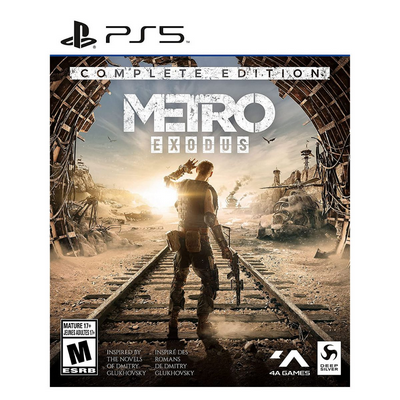 PS5
COMPLETE EDITION
METRO
EXODUS
MATURE 17+
JEUNES ADULTES 17+
M
ESRB
INSPIRED BY
THE NOVELS
OF DMITRY
GLUKHOVSKY
INSPIRÉ DES
ROMANS
DE DMITRY
GLUKHOVSKY
4A GAMES
DEEP
SILVER